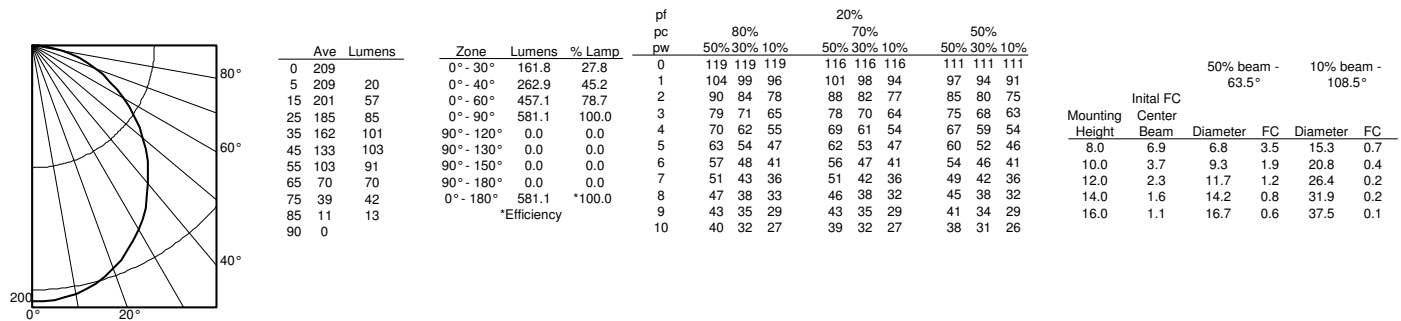 80°
60°
40°
200
0° 20°
Ave Lumens
0 209
5 209 20
15 201 57
25 185 85
35 162 101
45 133 103
55 103 91
65 70 70
75 39 42
85 11 13
90 0
Zone Lumens % Lamp
0° - 30° 161.8 27.8
0° - 40° 262.9 45.2
0° - 60° 457.1 78.7
0° - 90° 581.1 100.0
90° - 120° 0.0 0.0
90° - 130° 0.0 0.0
90° - 150° 0.0 0.0
90° - 180° 0.0 0.0
0° - 180° 581.1 *100.0
*Efficiency
pf 20%
pc 80% 70% 50%
pw 50% 30% 10% 50% 30% 10% 50% 30% 10%
0 119 119 119 116 116 116 111 111 111
1 104 99 96 101 98 94 97 94 91
2 90 84 78 88 82 77 85 80 75
3 79 71 65 78 70 64 75 68 63
4 70 62 55 69 61 54 67 59 54
5 63 54 47 62 53 47 60 52 46
6 57 48 41 56 47 41 54 46 41
7 51 43 36 51 42 36 49 42 36
8 47 38 33 46 38 32 45 38 32
9 43 35 29 43 35 29 41 34 29
10 40 32 27 39 32 27 38 31 26
50% beam - 10% beam -
63.5° 108.5°
Inital FC
Mounting Center
Height Beam Diameter FC Diameter FC
8.0 6.9 6.8 3.5 15.3 0.7
10.0 3.7 9.3 1.9 20.8 0.4
12.0 2.3 11.7 1.2 26.4 0.2
14.0 1.6 14.2 0.8 31.9 0.2
16.0 1.1 16.7 0.6 37.5 0.1